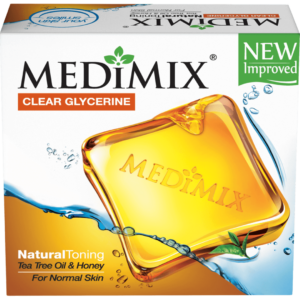 NEW
Improved
MEDIMIX®
CLEAR GLYCERINE
MEDIMIX
NaturalToning
Tea Tree Oil & Honey
For Normal Skin